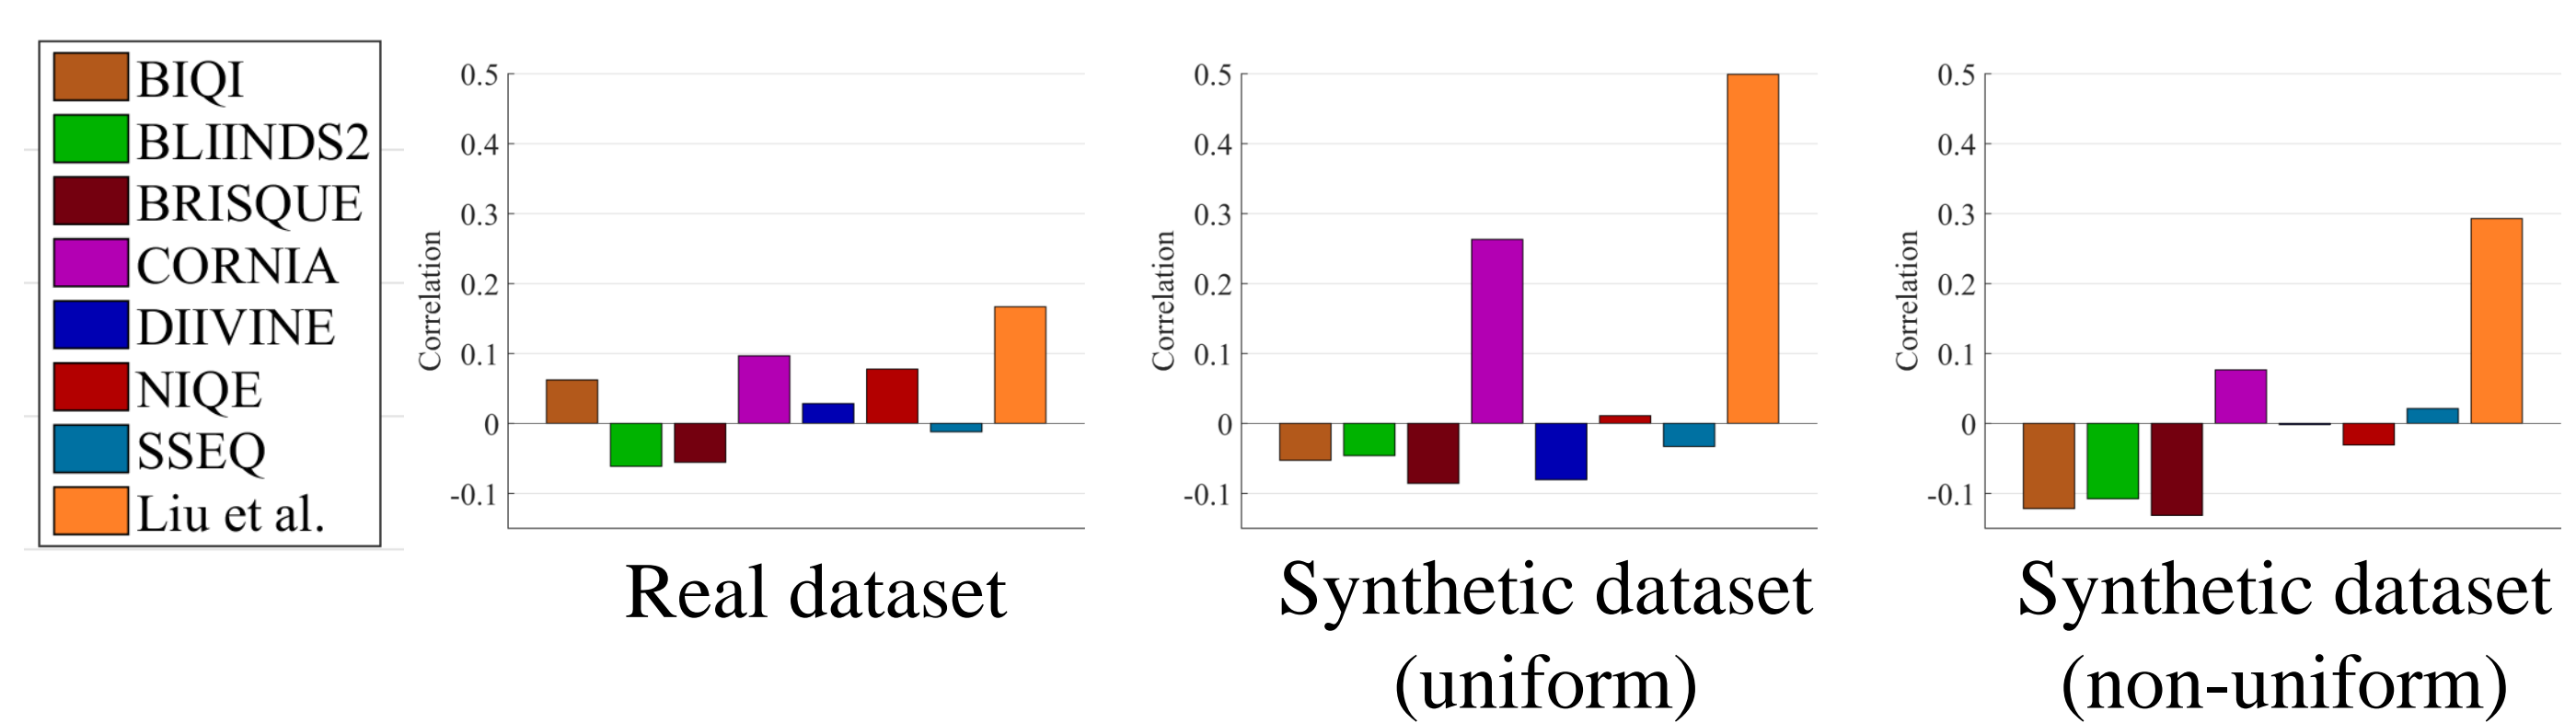 BIQI
BLIINDS2
BRISQUE
CORNIA
DIIVINE
NIQE
SSEQ
Liu et al.
Correlation
0.5
0.4
0.3
0.2
0.1
0
-0.1
Real dataset
Correlation
0.5
0.4
0.3
0.2
0.1
0
-0.1
Synthetic dataset
(uniform)
Correlation
0.5
0.4
0.3
0.2
0.1
0
-0.1
Synthetic dataset
(non-uniform)